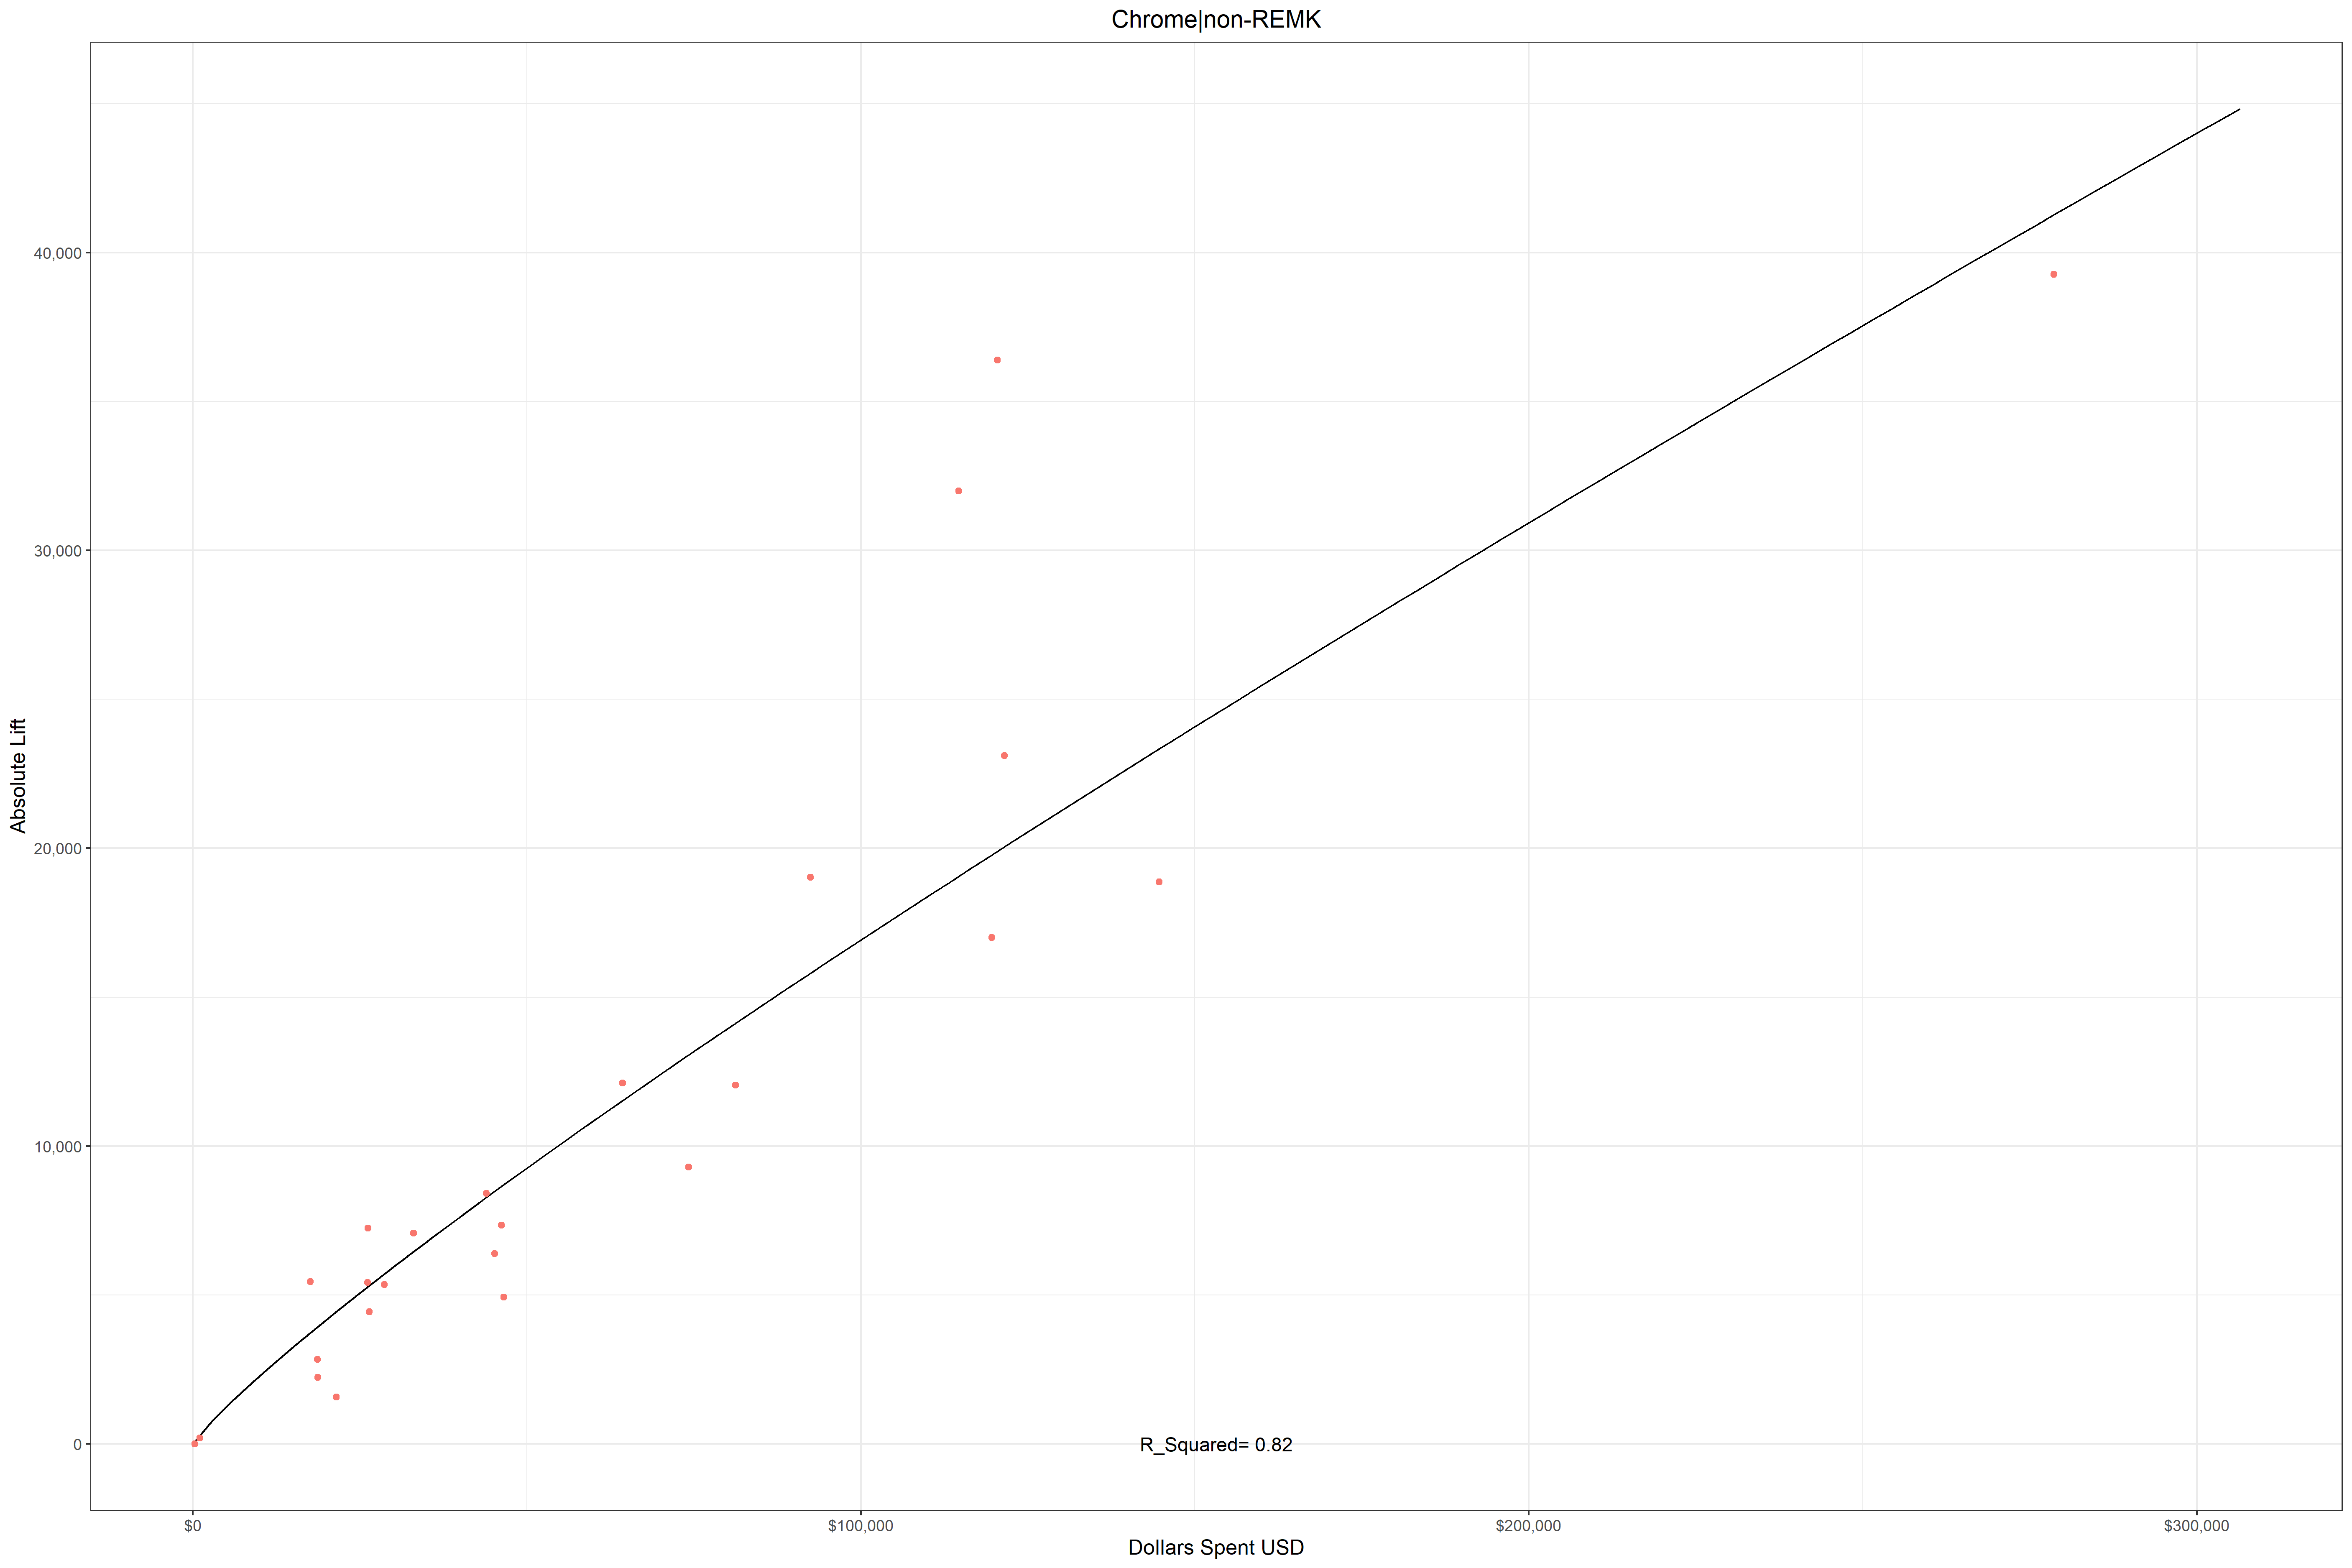 Chrome|non-REMK
Absolute Lift
40,000
30,000
20,000
10,000
0
R_Squared= 0.82
$0
$100,000
$200,000
$300,000
Dollars Spent USD